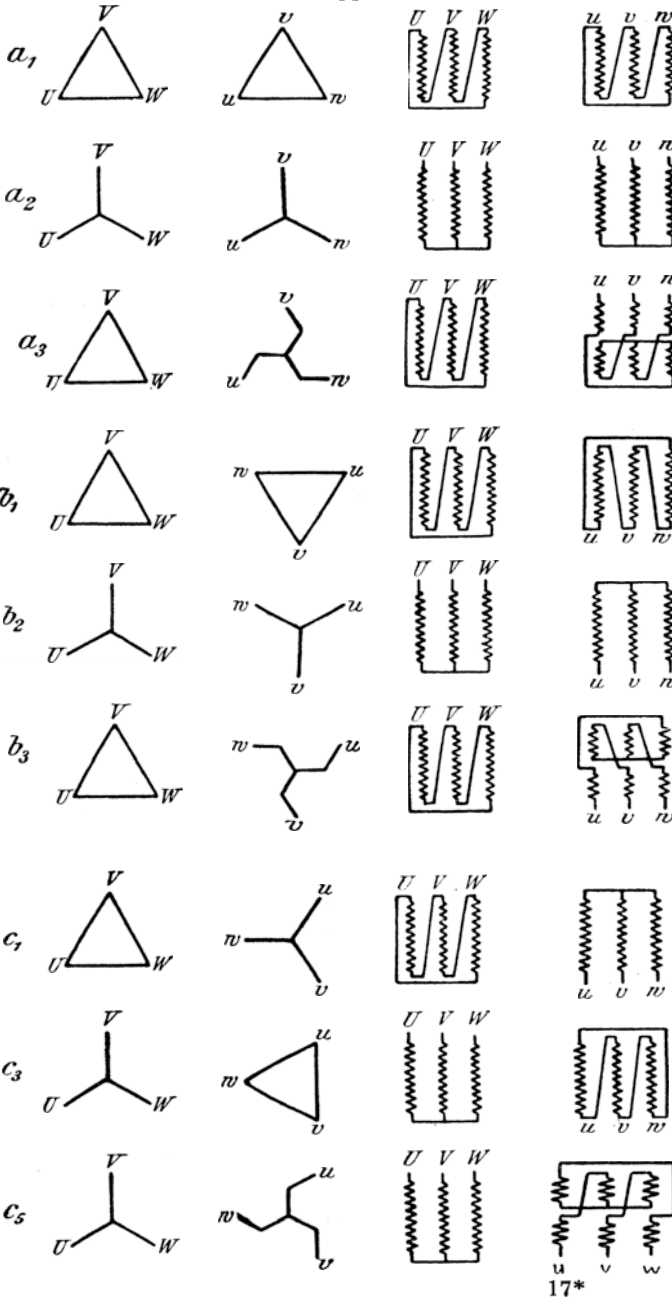 V v U V W u v w
a₁ U W u w
V v U V W u v w
a₂ U W u w
V v U V W u v w
a₃ U W u w
V w u U V W
b₁ U W v u v w
V w u U V W
b₂ U W v u v w
V w u U V W
b₃ U W v u v w
V u U V W
c₁ U W w v u v w
V u U V W
c₃ U W w v u v w
V u U V W
c₅ U W w v u v w
17*